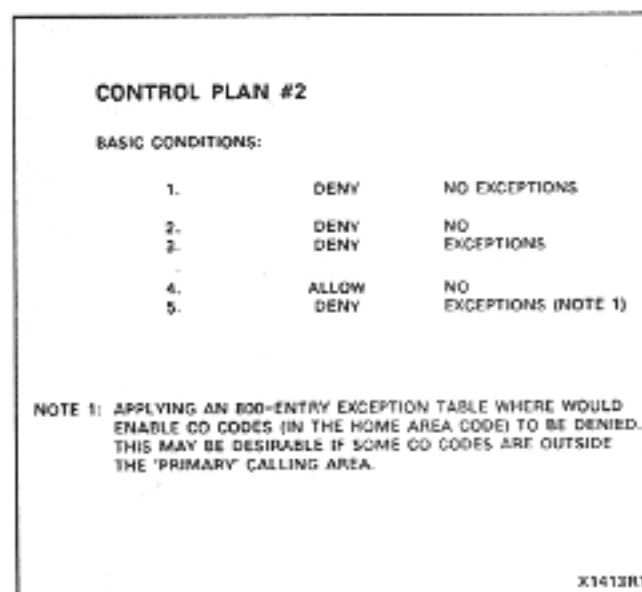 CONTROL PLAN #2
BASIC CONDITIONS:
1. DENY NO EXCEPTIONS
2. DENY NO
3. DENY EXCEPTIONS
4. ALLOW NO
5. DENY EXCEPTIONS (NOTE 1)
NOTE 1: APPLYING AN 800-ENTRY EXCEPTION TABLE WHERE WOULD
ENABLE CO CODES (IN THE HOME AREA CODE) TO BE DENIED.
THIS MAY BE DESIRABLE IF SOME CO CODES ARE OUTSIDE
THE 'PRIMARY' CALLING AREA.
X1413R1